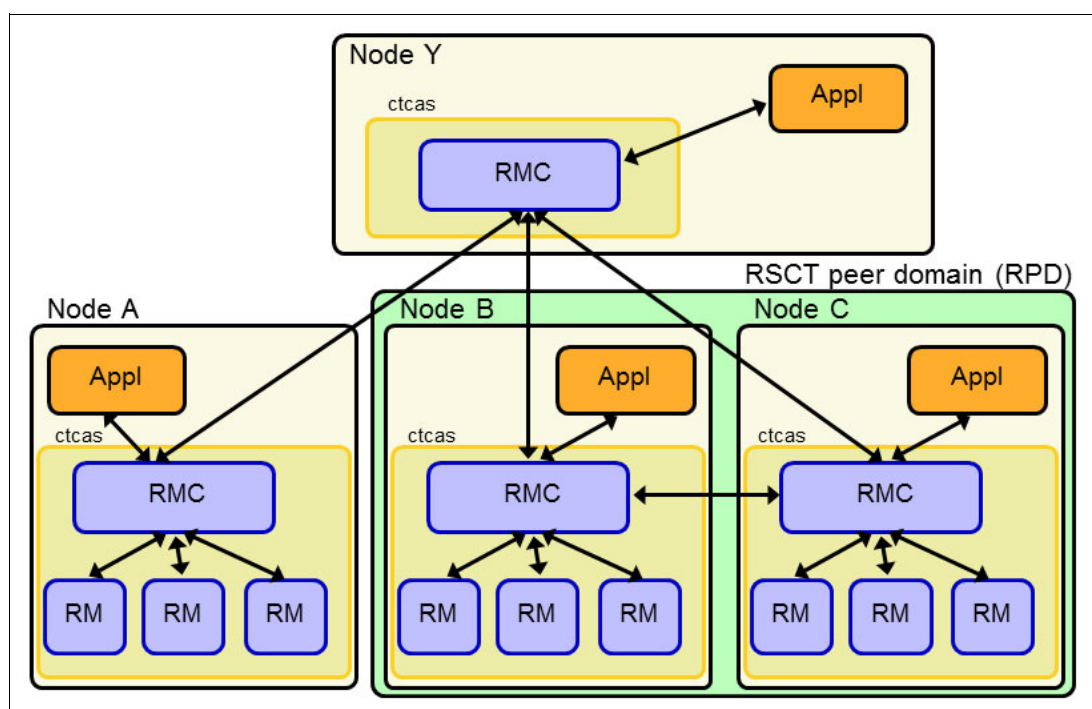 Node Y
ctcas
Appl
RMC
RSCT peer domain (RPD)
Node A
Node B
Node C
Appl
Appl
Appl
ctcas
ctcas
ctcas
RMC
RMC
RMC
RM
RM
RM
RM
RM
RM
RM
RM
RM